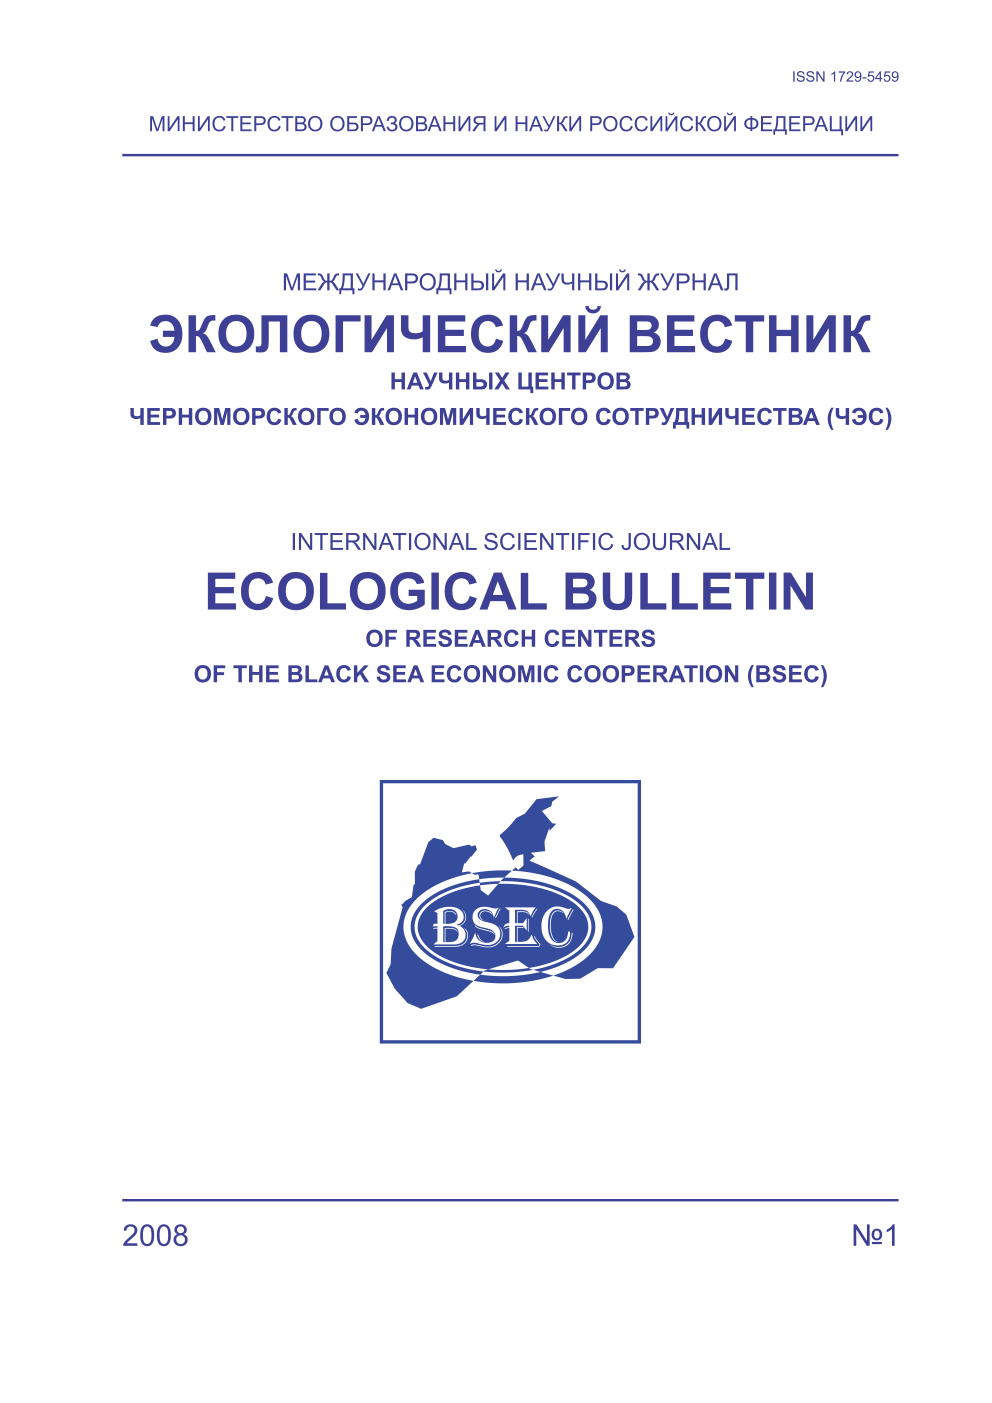 ISSN 1729-5459
МИНИСТЕРСТВО ОБРАЗОВАНИЯ И НАУКИ РОССИЙСКОЙ ФЕДЕРАЦИИ
МЕЖДУНАРОДНЫЙ НАУЧНЫЙ ЖУРНАЛ
ЭКОЛОГИЧЕСКИЙ ВЕСТНИК
НАУЧНЫХ ЦЕНТРОВ
ЧЕРНОМОРСКОГО ЭКОНОМИЧЕСКОГО СОТРУДНИЧЕСТВА (ЧЭС)
INTERNATIONAL SCIENTIFIC JOURNAL
ECOLOGICAL BULLETIN
OF RESEARCH CENTERS
OF THE BLACK SEA ECONOMIC COOPERATION (BSEC)
BSEC
2008 №1